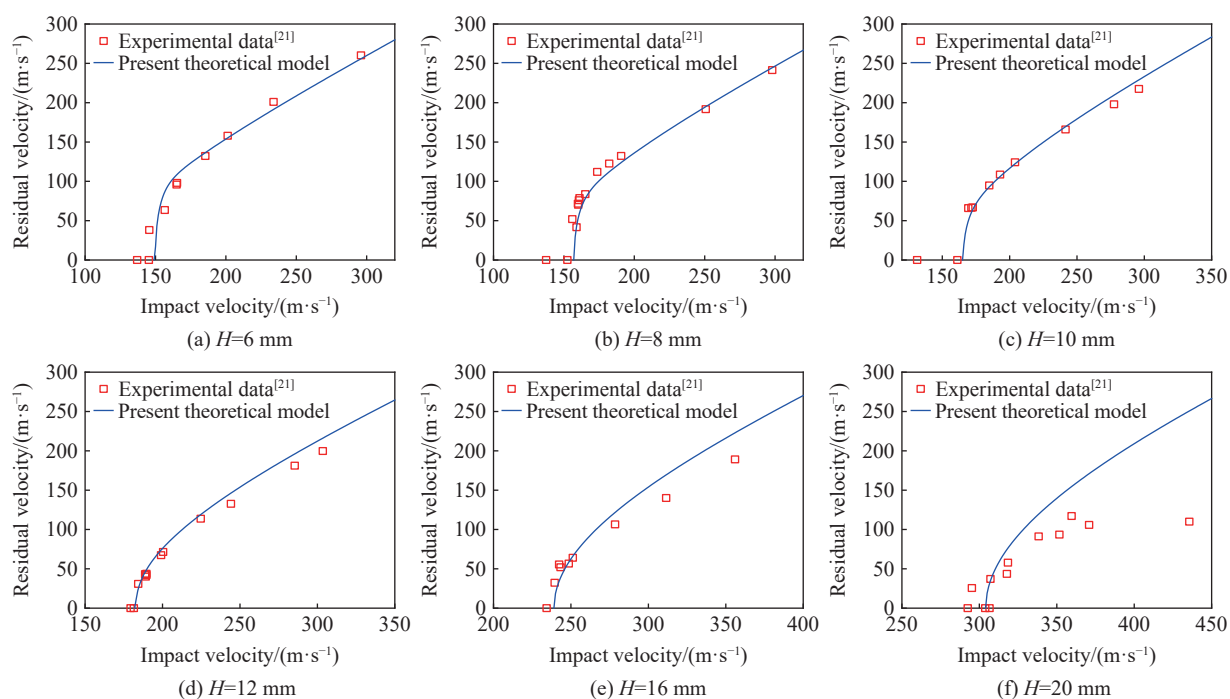 300
250
200
150
100
50
0
Residual velocity/(m·s⁻¹)
Experimental data[21]
Present theoretical model
100 150 200 250 300
Impact velocity/(m·s⁻¹)
(a) H=6 mm
300
250
200
150
100
50
0
Residual velocity/(m·s⁻¹)
Experimental data[21]
Present theoretical model
100 150 200 250 300
Impact velocity/(m·s⁻¹)
(b) H=8 mm
300
250
200
150
100
50
0
Residual velocity/(m·s⁻¹)
Experimental data[21]
Present theoretical model
150 200 250 300 350
Impact velocity/(m·s⁻¹)
(c) H=10 mm
300
250
200
150
100
50
0
Residual velocity/(m·s⁻¹)
Experimental data[21]
Present theoretical model
150 200 250 300 350
Impact velocity/(m·s⁻¹)
(d) H=12 mm
300
250
200
150
100
50
0
Residual velocity/(m·s⁻¹)
Experimental data[21]
Present theoretical model
200 250 300 350 400
Impact velocity/(m·s⁻¹)
(e) H=16 mm
300
250
200
150
100
50
0
Residual velocity/(m·s⁻¹)
Experimental data[21]
Present theoretical model
250 300 350 400 450
Impact velocity/(m·s⁻¹)
(f) H=20 mm